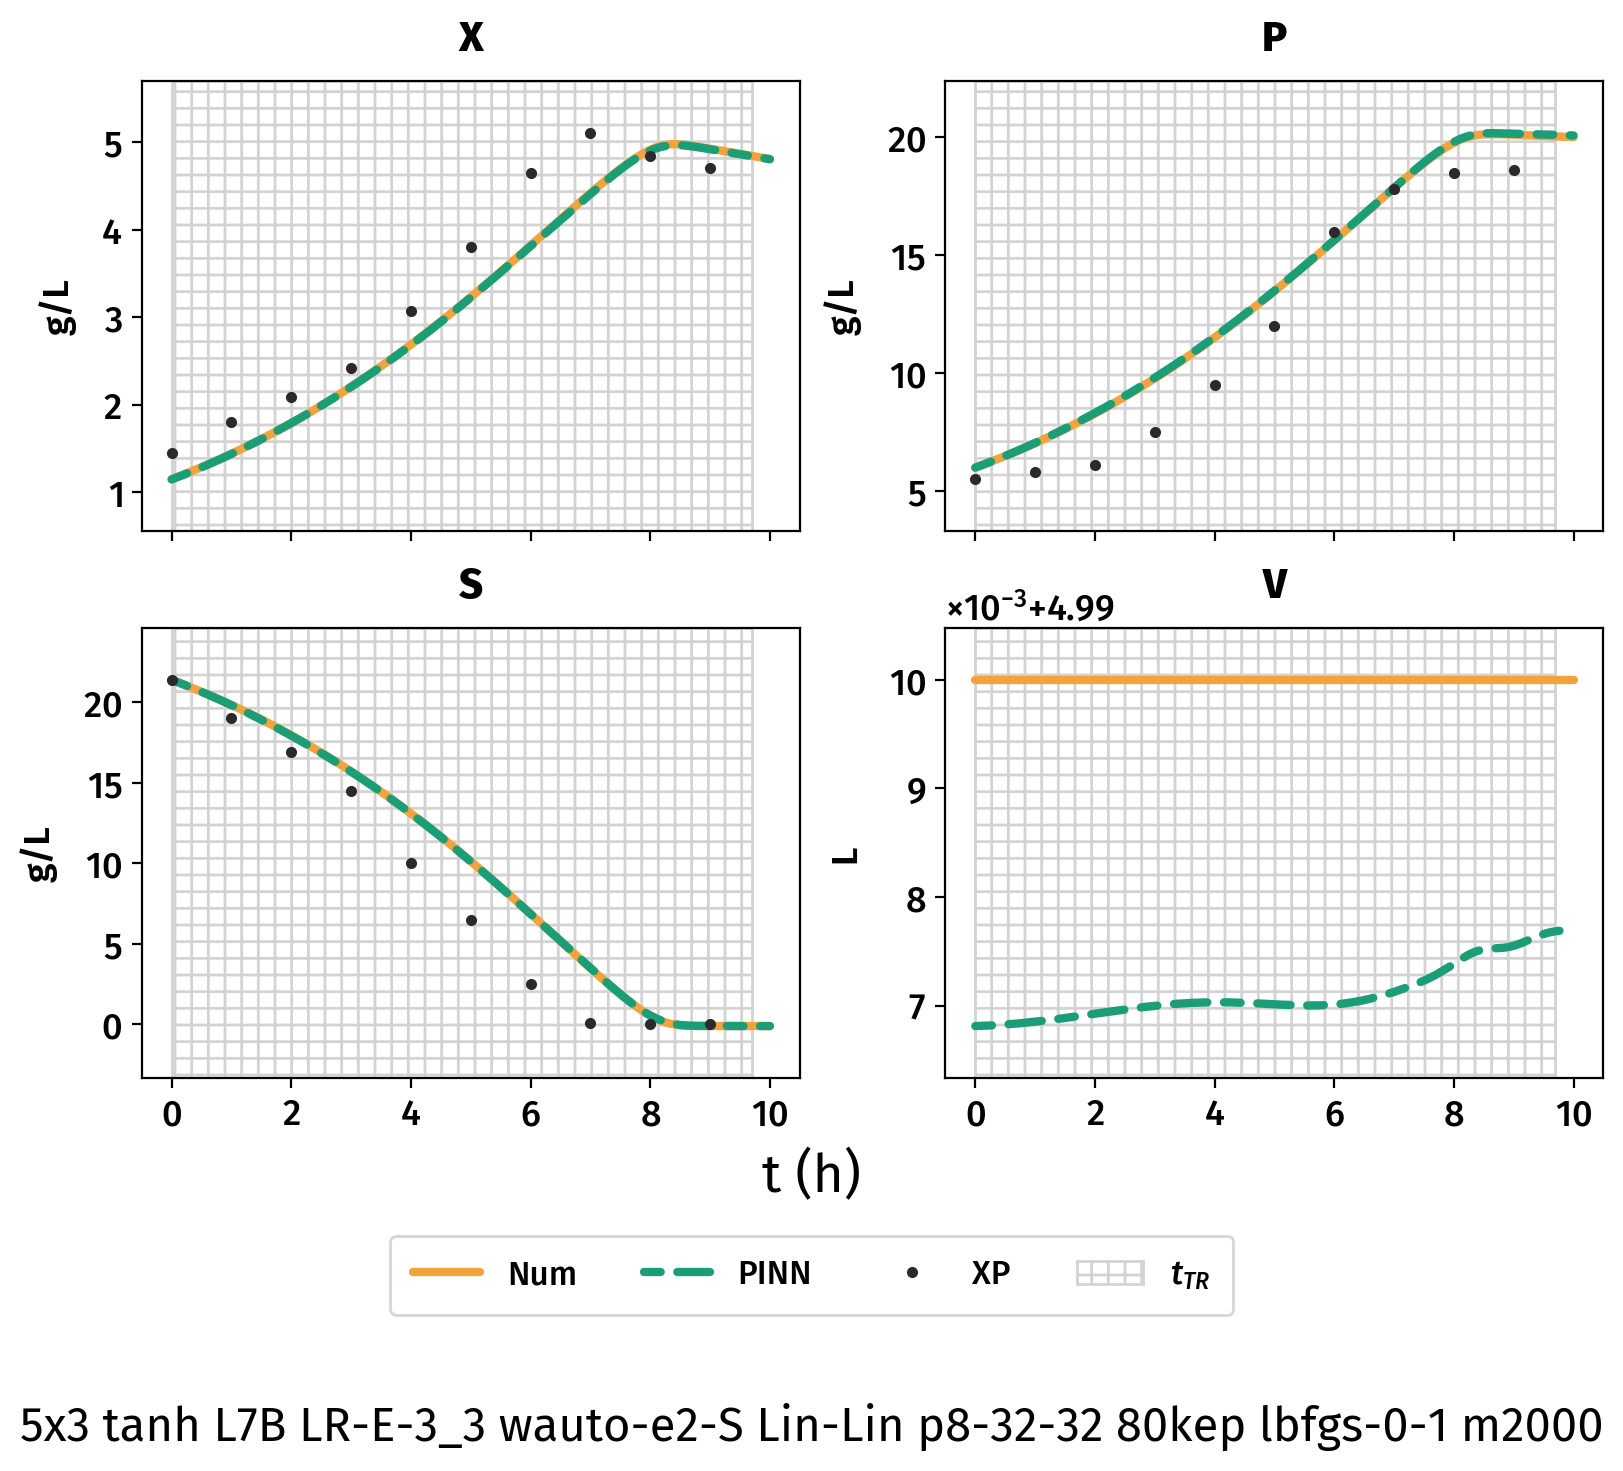 X
P
g/L
5
4
3
2
1
g/L
20
15
10
5
S
V
×10⁻³+4.99
g/L
20
15
10
5
0
L
10
9
8
7
0 2 4 6 8 10
0 2 4 6 8 10
t (h)
Num PINN XP t_TR
5x3 tanh L7B LR-E-3_3 wauto-e2-S Lin-Lin p8-32-32 80kep lbfgs-0-1 m2000